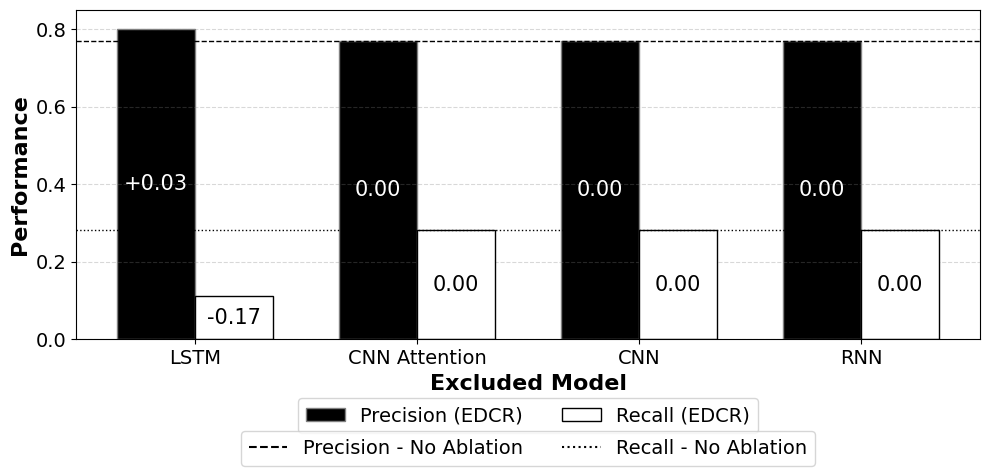 0.8
0.6
0.4
0.2
0.0
Performance
+0.03
0.00
0.00
0.00
-0.17
0.00
0.00
0.00
LSTM
CNN Attention
CNN
RNN
Excluded Model
Precision (EDCR)
Recall (EDCR)
Precision - No Ablation
Recall - No Ablation